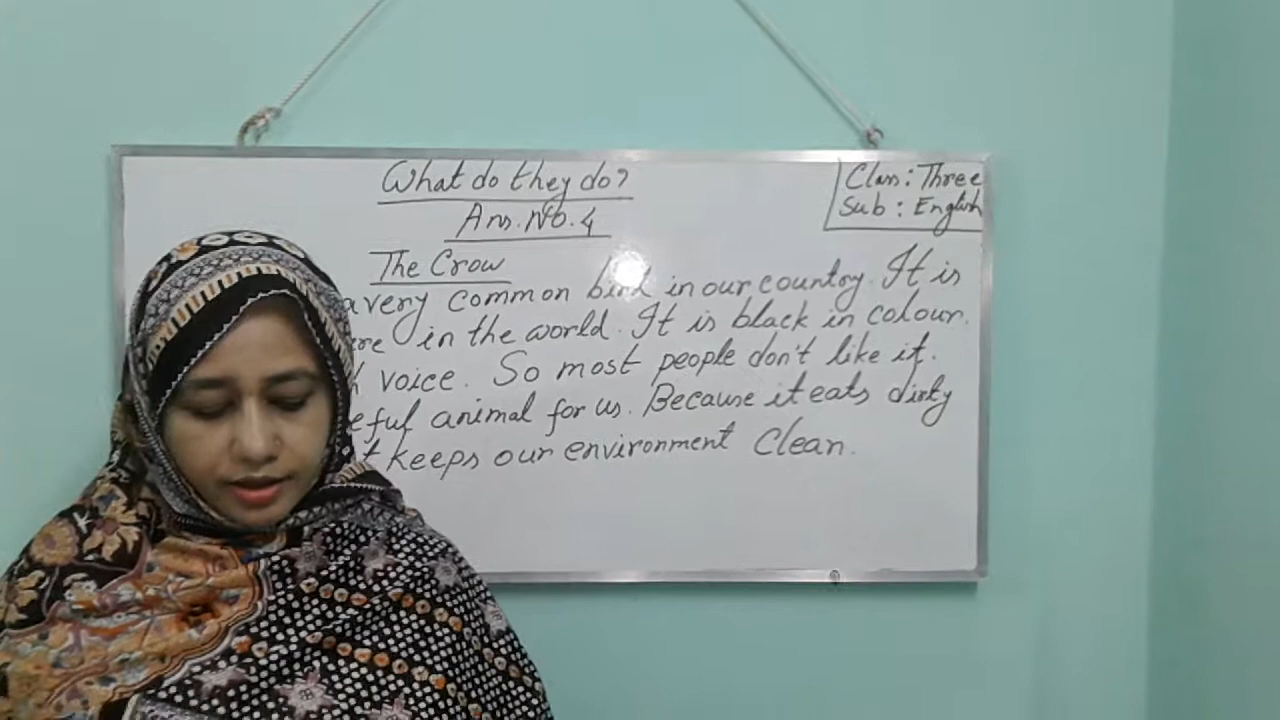 What do they do?
Class: Three
Sub: English
Ans. No. 4
The Crow
a very common bird in our country. It is
in the world. It is black in colour.
voice. So most people don't like it.
animal for us. Because it eats dirty
keeps our environment Clean.